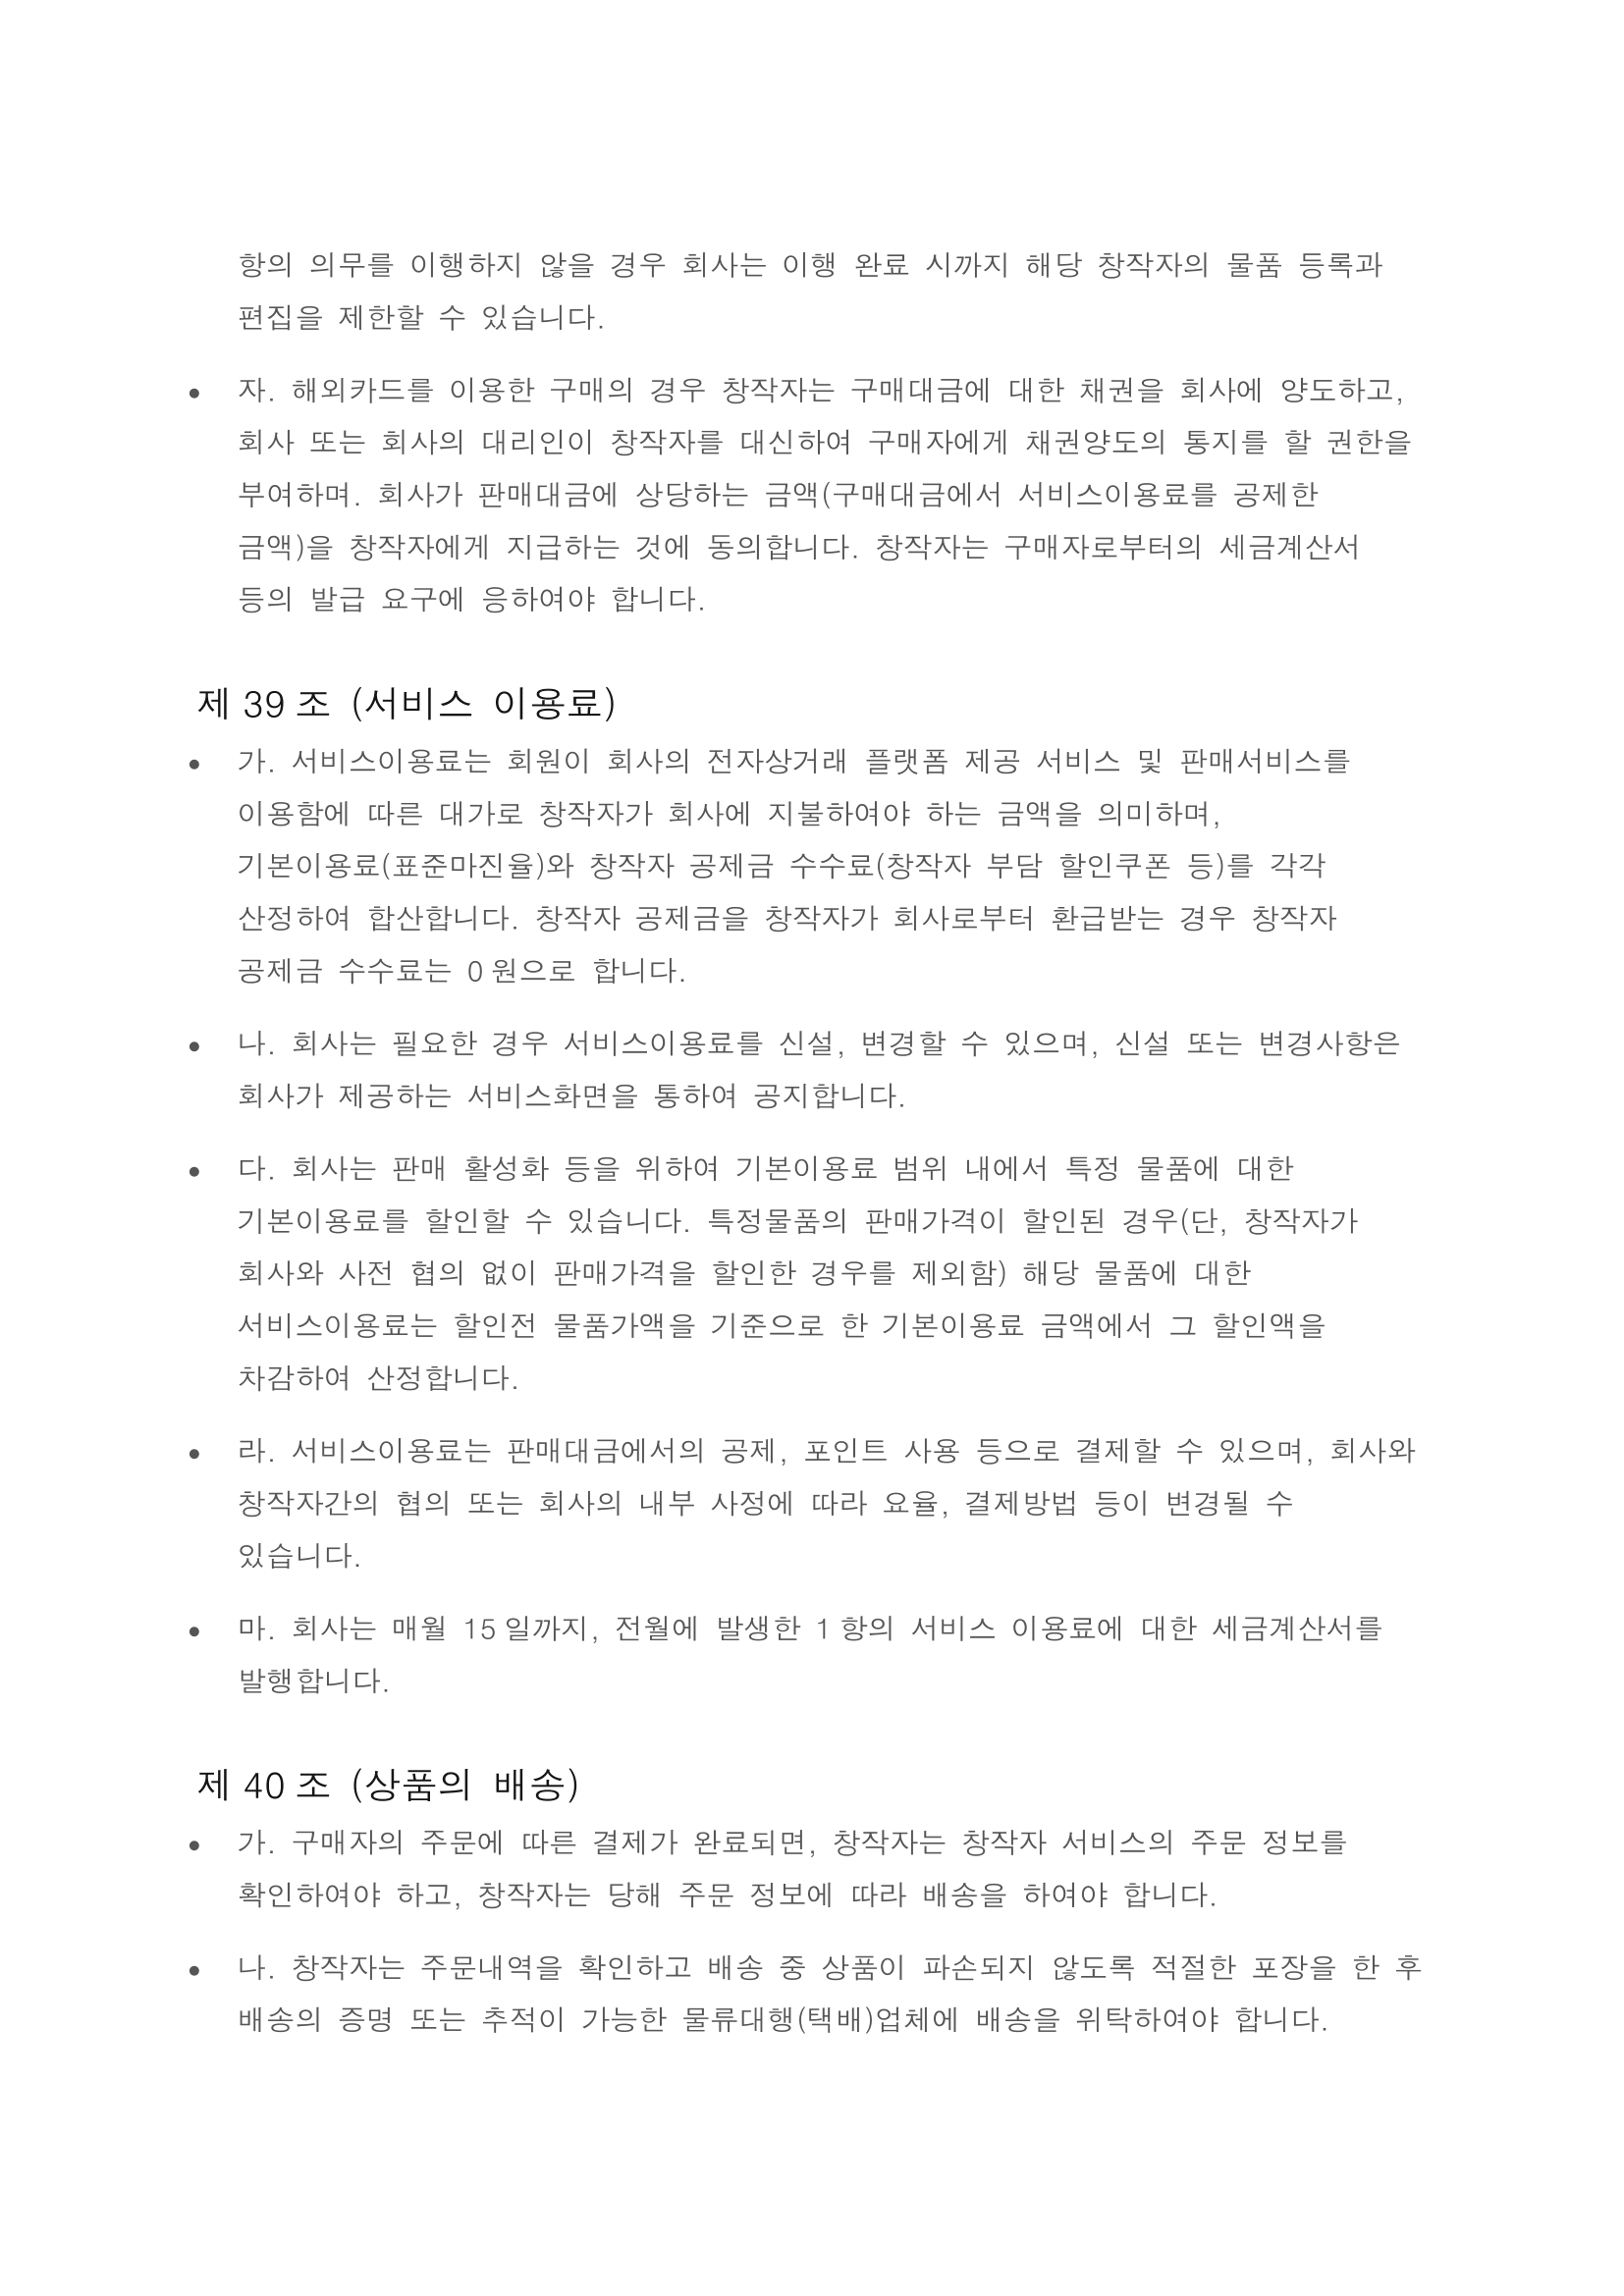 항의 의무를 이행하지 않을 경우 회사는 이행 완료 시까지 해당 창작자의 물품 등록과
편집을 제한할 수 있습니다.
• 자. 해외카드를 이용한 구매의 경우 창작자는 구매대금에 대한 채권을 회사에 양도하고,
회사 또는 회사의 대리인이 창작자를 대신하여 구매자에게 채권양도의 통지를 할 권한을
부여하며. 회사가 판매대금에 상당하는 금액(구매대금에서 서비스이용료를 공제한
금액)을 창작자에게 지급하는 것에 동의합니다. 창작자는 구매자로부터의 세금계산서
등의 발급 요구에 응하여야 합니다.
제 39 조 (서비스 이용료)
• 가. 서비스이용료는 회원이 회사의 전자상거래 플랫폼 제공 서비스 및 판매서비스를
이용함에 따른 대가로 창작자가 회사에 지불하여야 하는 금액을 의미하며,
기본이용료(표준마진율)와 창작자 공제금 수수료(창작자 부담 할인쿠폰 등)를 각각
산정하여 합산합니다. 창작자 공제금을 창작자가 회사로부터 환급받는 경우 창작자
공제금 수수료는 0 원으로 합니다.
• 나. 회사는 필요한 경우 서비스이용료를 신설, 변경할 수 있으며, 신설 또는 변경사항은
회사가 제공하는 서비스화면을 통하여 공지합니다.
• 다. 회사는 판매 활성화 등을 위하여 기본이용료 범위 내에서 특정 물품에 대한
기본이용료를 할인할 수 있습니다. 특정물품의 판매가격이 할인된 경우(단, 창작자가
회사와 사전 협의 없이 판매가격을 할인한 경우를 제외함) 해당 물품에 대한
서비스이용료는 할인전 물품가액을 기준으로 한 기본이용료 금액에서 그 할인액을
차감하여 산정합니다.
• 라. 서비스이용료는 판매대금에서의 공제, 포인트 사용 등으로 결제할 수 있으며, 회사와
창작자간의 협의 또는 회사의 내부 사정에 따라 요율, 결제방법 등이 변경될 수
있습니다.
• 마. 회사는 매월 15 일까지, 전월에 발생한 1 항의 서비스 이용료에 대한 세금계산서를
발행합니다.
제 40 조 (상품의 배송)
• 가. 구매자의 주문에 따른 결제가 완료되면, 창작자는 창작자 서비스의 주문 정보를
확인하여야 하고, 창작자는 당해 주문 정보에 따라 배송을 하여야 합니다.
• 나. 창작자는 주문내역을 확인하고 배송 중 상품이 파손되지 않도록 적절한 포장을 한 후
배송의 증명 또는 추적이 가능한 물류대행(택배)업체에 배송을 위탁하여야 합니다.